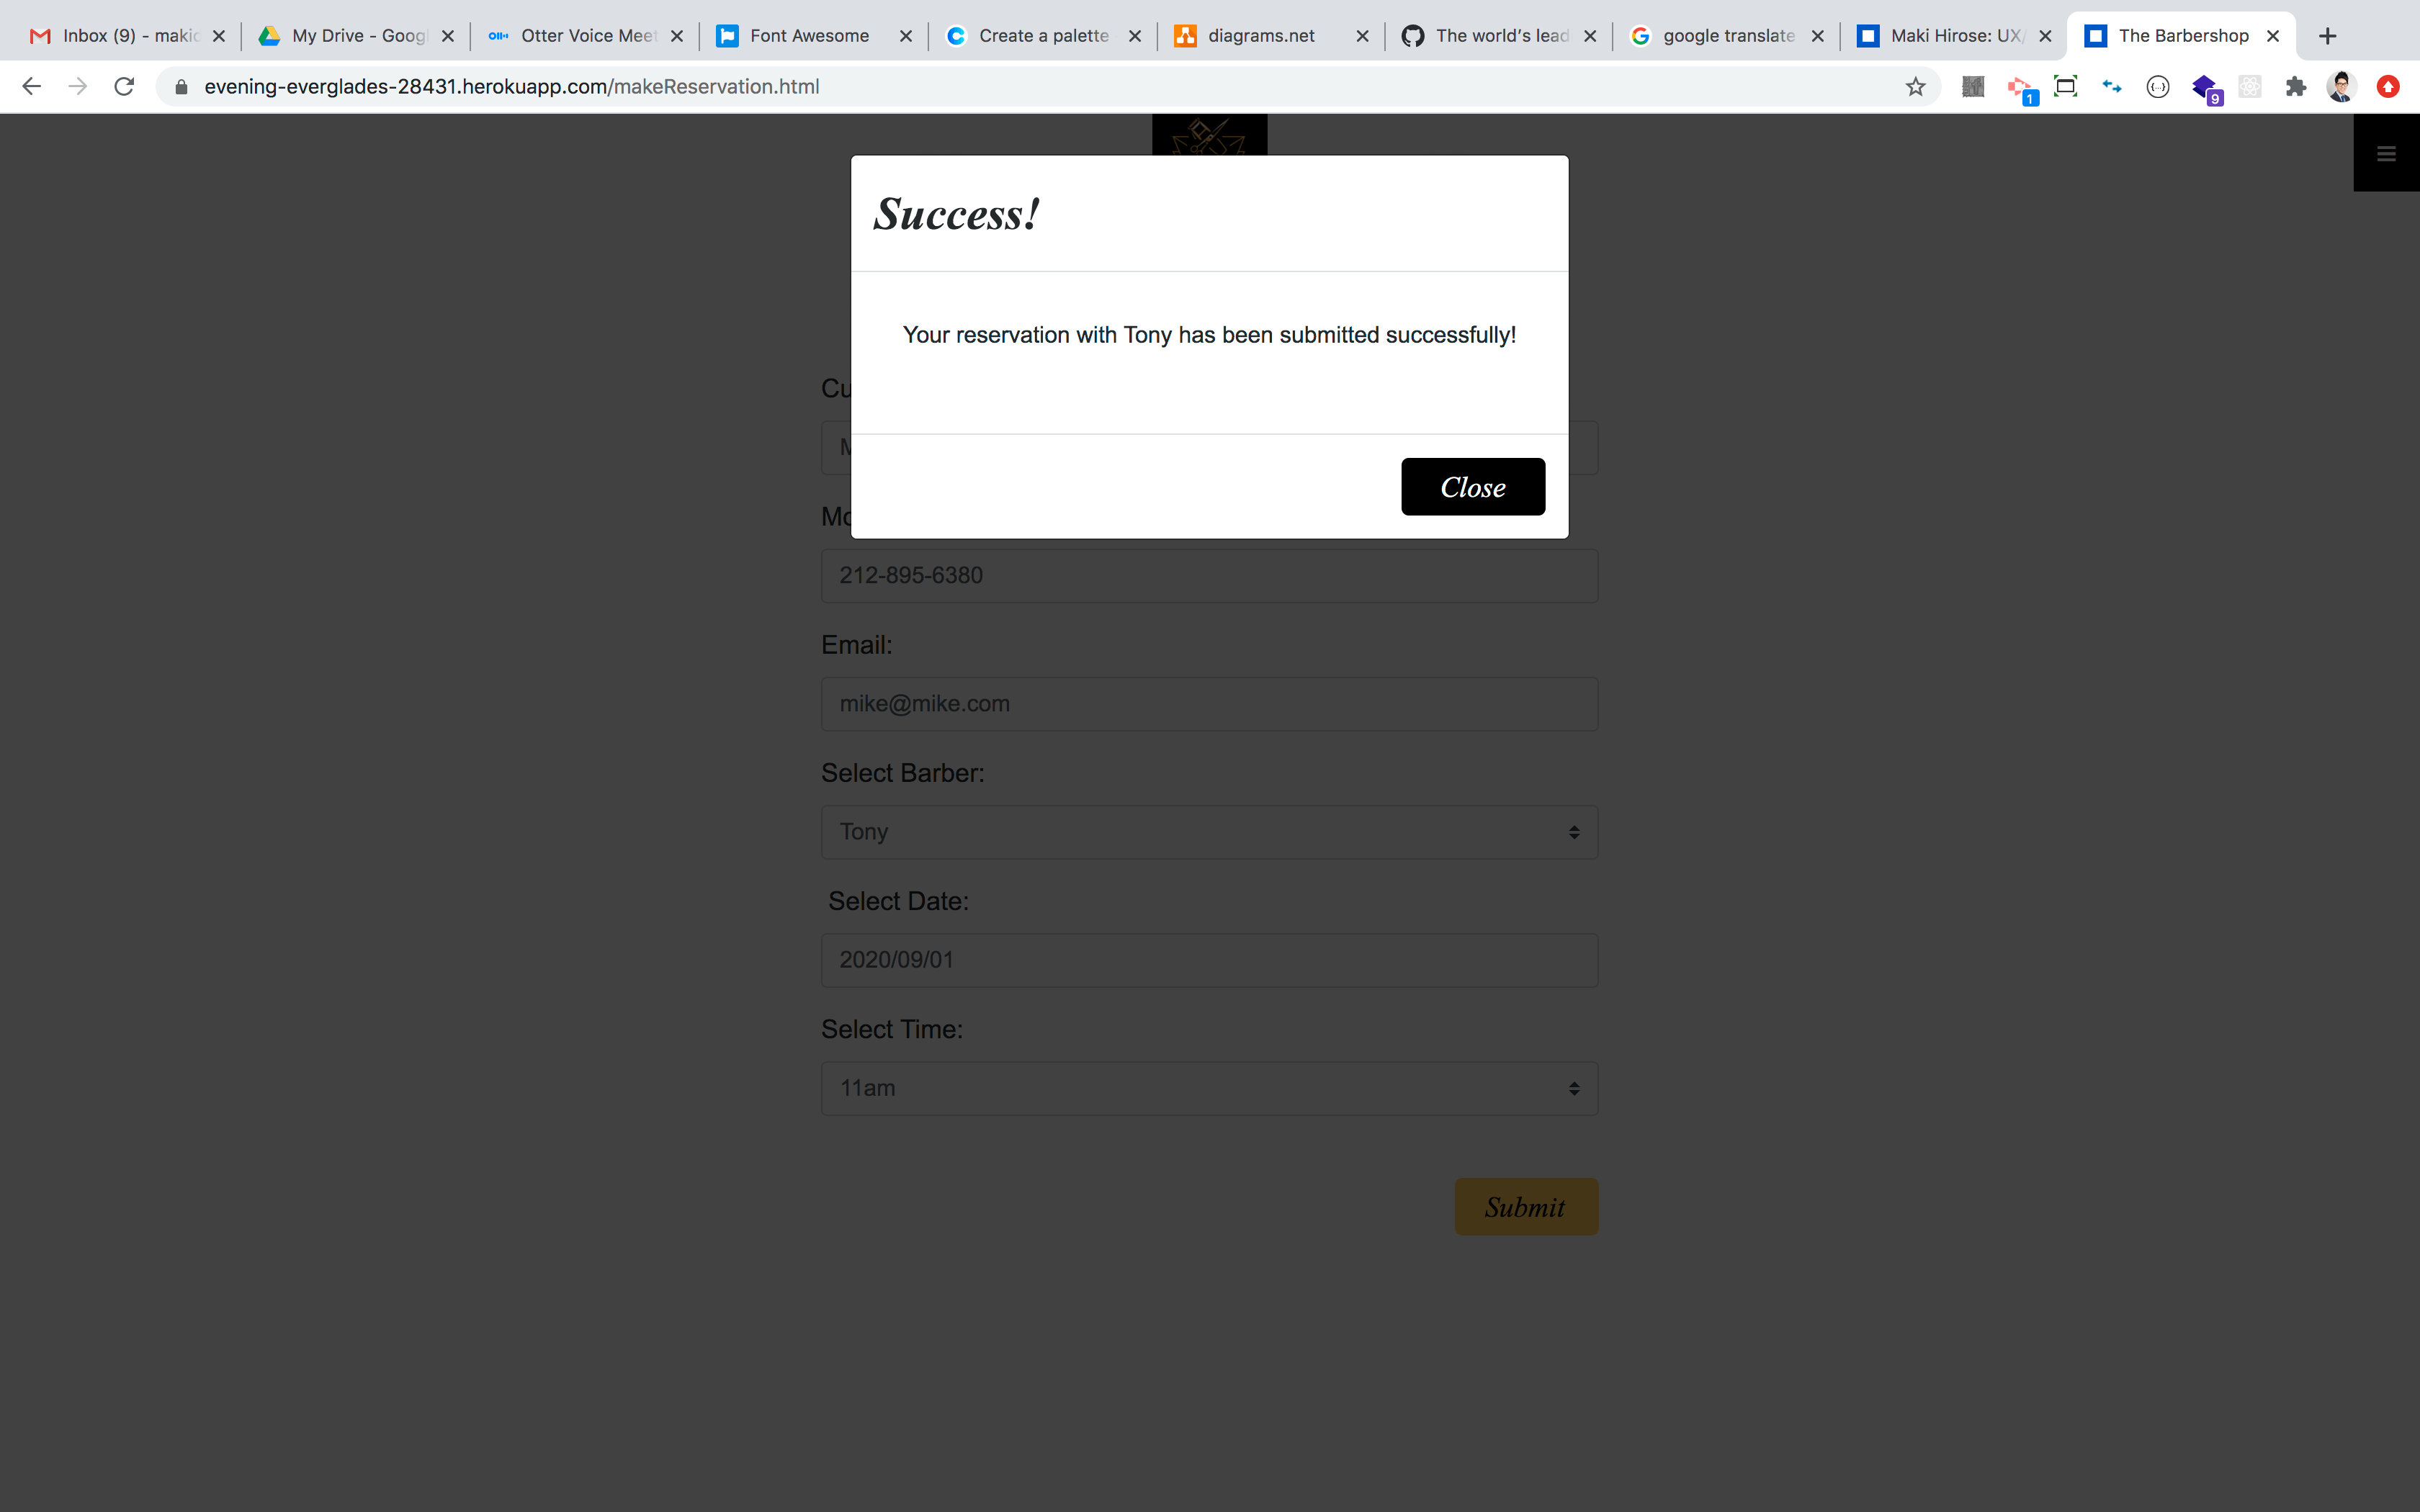 Inbox (9) - makic
My Drive - Googl
Otter Voice Meet
Font Awesome
Create a palette
diagrams.net
The world's lead
google translate
Maki Hirose: UX/
The Barbershop
evening-everglades-28431.herokuapp.com/makeReservation.html
1
9
Success!
Your reservation with Tony has been submitted successfully!
Close
Cu
M
Mo
212-895-6380
Email:
mike@mike.com
Select Barber:
Tony
Select Date:
2020/09/01
Select Time:
11am
Submit